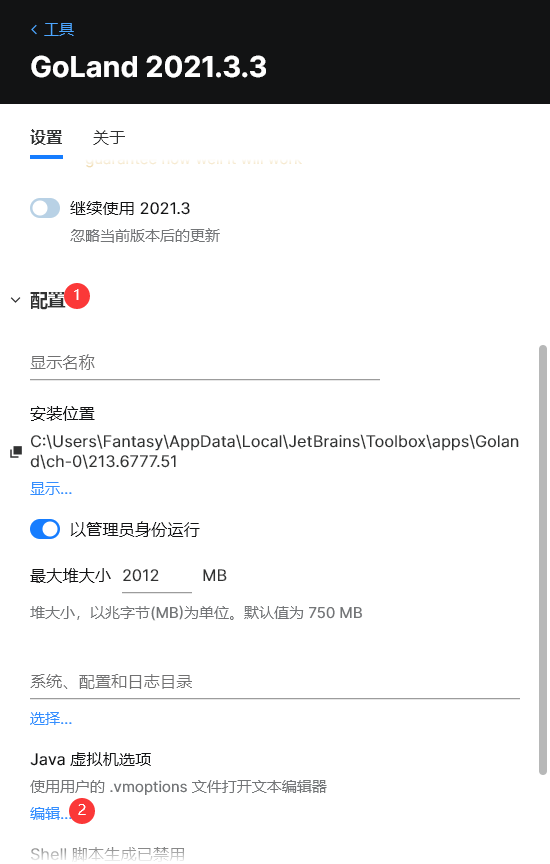 工具
GoLand 2021.3.3
设置 关于
guarantee how well it will work
继续使用 2021.3
忽略当前版本后的更新
配置 1
显示名称
安装位置
C:\Users\Fantasy\AppData\Local\JetBrains\Toolbox\apps\Golan
d\ch-0\213.6777.51
显示...
以管理员身份运行
最大堆大小 2012 MB
堆大小，以兆字节(MB)为单位。默认值为 750 MB
系统、配置和日志目录
选择...
Java 虚拟机选项
使用用户的 .vmoptions 文件打开文本编辑器
编辑... 2
Shell 脚本生成已禁用